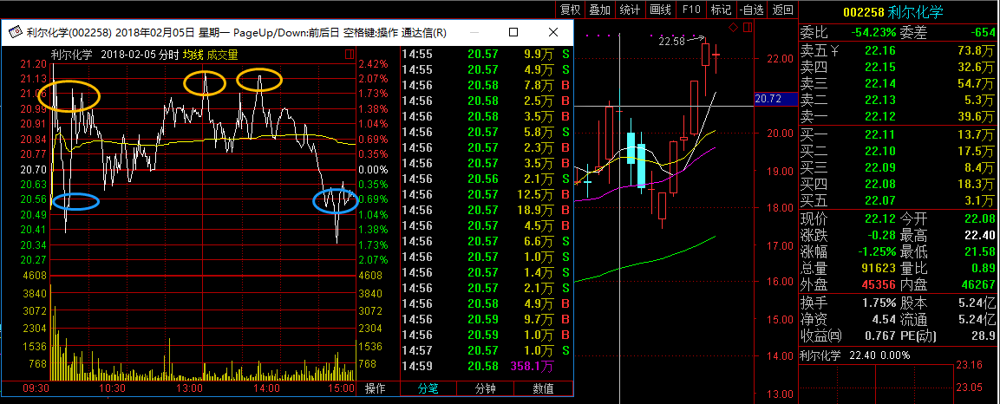 复权 叠加 统计 画线 F10 标记 -自选 返回
002258 利尔化学
利尔化学(002258) 2018年02月05日 星期一 PageUp/Down:前后日 空格键:操作 通达信(R)
利尔化学 2018-02-05 分时 均线 成交量
21.20
21.13
21.06
20.99
20.91
20.84
20.77
20.70
20.63
20.56
20.49
20.41
20.34
20.27
4608
3840
3072
2304
1536
768
2.42%
2.07%
1.73%
1.38%
1.04%
0.69%
0.35%
0.00%
0.35%
0.69%
1.04%
1.38%
1.73%
2.07%
4608
3840
3072
2304
1536
768
09:30 10:30 13:00 14:00 15:00 操作
14:55 20.57 9.9万 S
14:55 20.57 4.9万 S
14:56 20.58 7.8万 B
14:56 20.58 2.5万 B
14:56 20.58 3.5万 B
14:56 20.57 5.8万 S
14:56 20.57 2.3万 B
14:56 20.57 3.5万 B
14:56 20.56 2.1万 S
14:56 20.57 12.5万 B
14:56 20.57 18.9万 B
14:56 20.57 4.5万 B
14:56 20.57 6.6万 S
14:56 20.57 1.0万 S
14:56 20.57 1.4万 S
14:56 20.57 2.1万 S
14:56 20.58 4.9万 B
14:56 20.59 9.7万 B
14:56 20.59 1.0万 B
14:57 20.57 1.0万 S
14:59 20.58 358.1万
分笔 分钟 数值
22.58
22.00
20.72
20.00
19.00
18.00
17.00
16.00
15.00
14.00
13.00
委比 -54.23% 委差 -654
卖五 ¥ 22.16 73.8万
卖四 22.15 32.6万
卖三 22.14 54.7万
卖二 22.13 5.3万
卖一 22.12 39.6万
买一 22.11 13.7万
买二 22.10 17.5万
买三 22.09 8.4万
买四 22.08 18.3万
买五 22.07 3.1万
现价 22.12 今开 22.08
涨跌 -0.28 最高 22.40
涨幅 -1.25% 最低 21.58
总量 91623 量比 0.89
外盘 45356 内盘 46267
换手 1.75% 股本 5.24亿
净资 4.54 流通 5.24亿
收益㈣ 0.767 PE(动) 28.9
利尔化学 22.40 0.00%
23.16
23.05